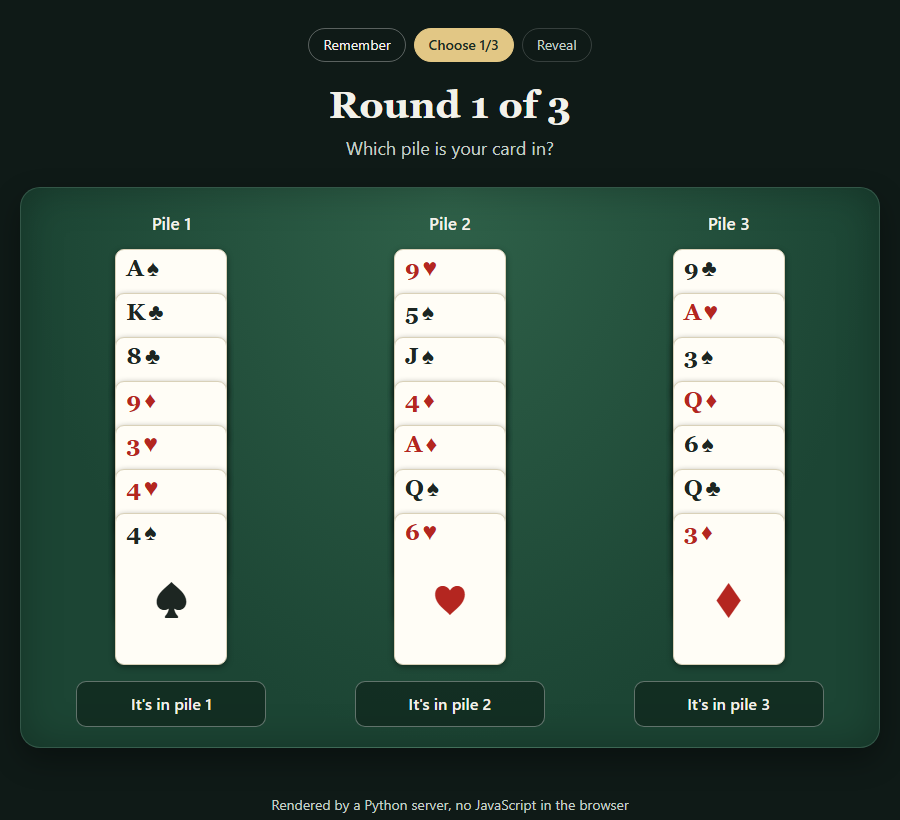 Remember Choose 1/3 Reveal
Round 1 of 3
Which pile is your card in?
Pile 1 Pile 2 Pile 3
A♠ 9♥ 9♣
K♣ 5♠ A♥
8♣ J♠ 3♠
9♦ 4♦ Q♦
3♥ A♦ 6♠
4♥ Q♠ Q♣
4♠ 6♥ 3♦
It's in pile 1 It's in pile 2 It's in pile 3
Rendered by a Python server, no JavaScript in the browser